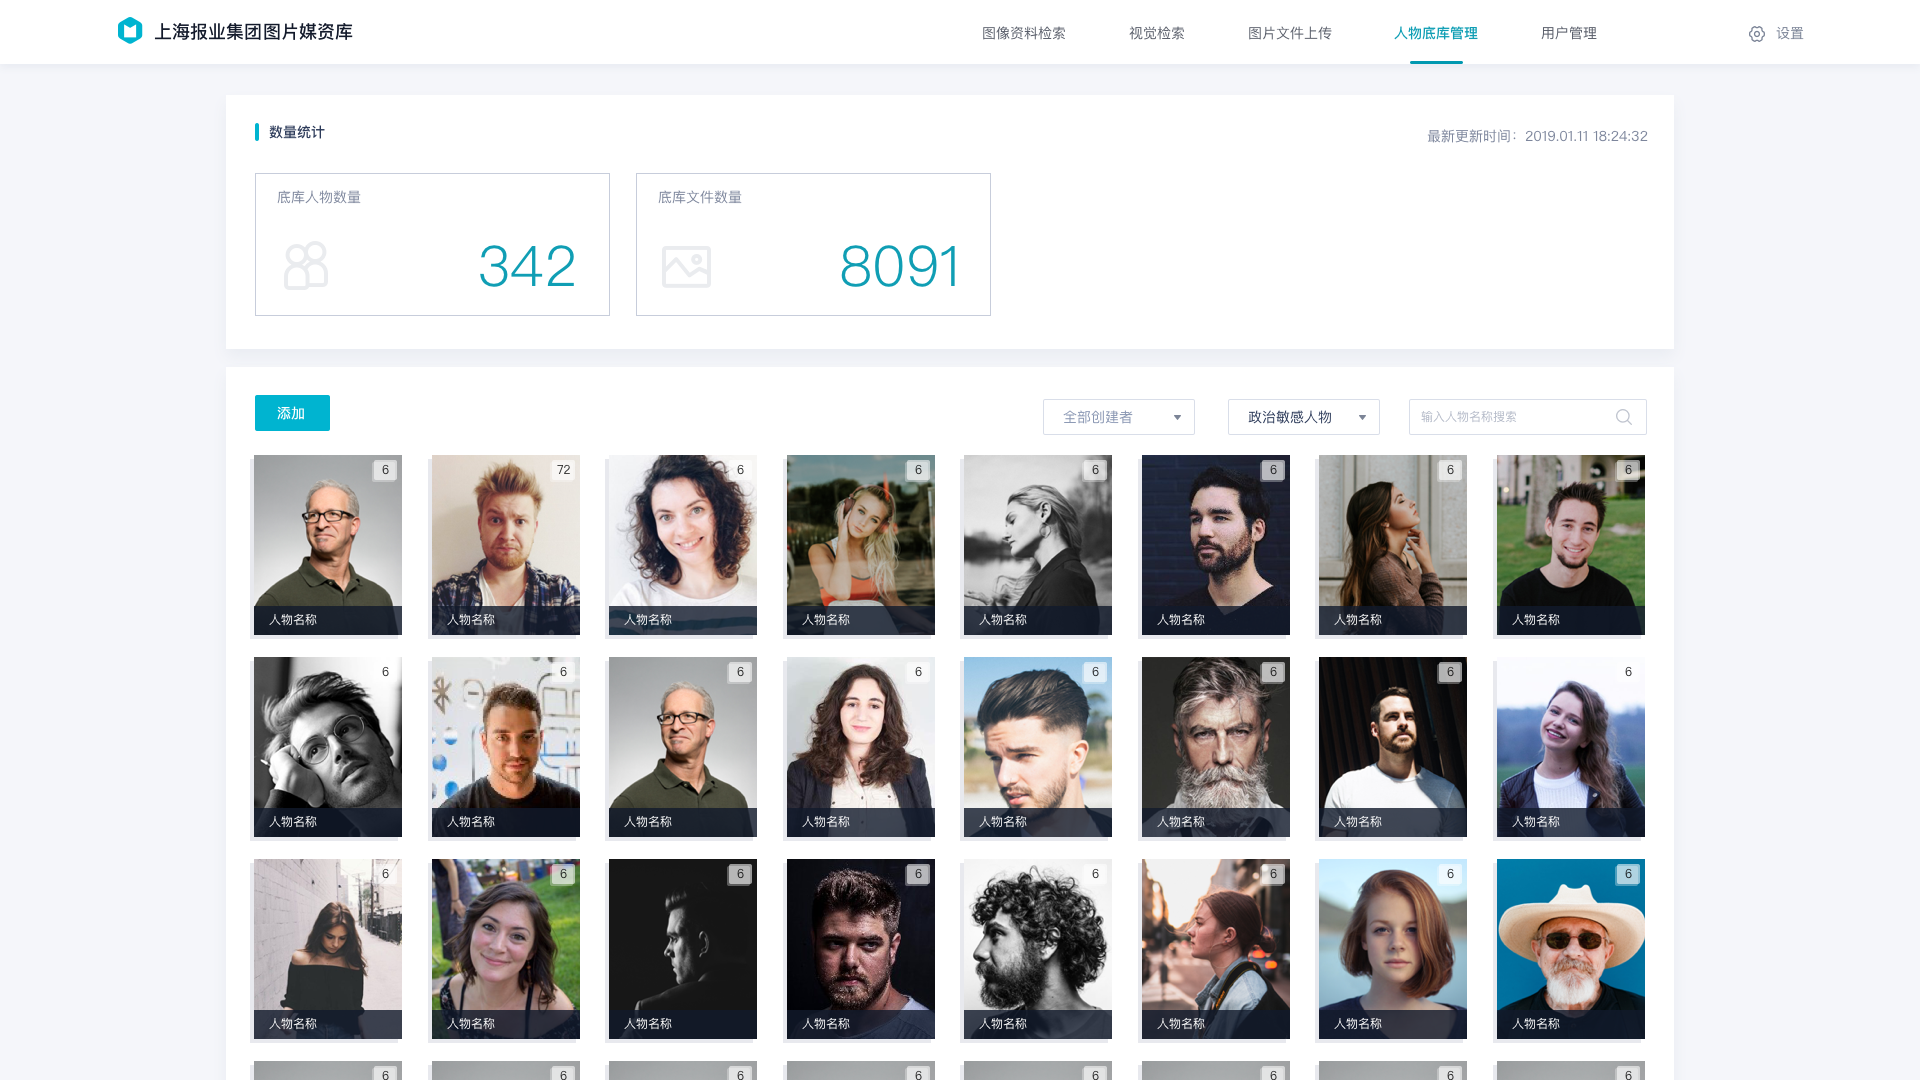 上海报业集团图片媒资库
图像资料检索 视觉检索 图片文件上传 人物底库管理 用户管理 设置
数量统计
最新更新时间：2019.01.11 18:24:32
底库人物数量 底库文件数量
342 8091
添加 全部创建者 政治敏感人物 输入人物名称搜索
6 72 6 6 6 6 6 6
人物名称 人物名称 人物名称 人物名称 人物名称 人物名称 人物名称 人物名称
6 6 6 6 6 6 6 6
人物名称 人物名称 人物名称 人物名称 人物名称 人物名称 人物名称 人物名称
6 6 6 6 6 6 6 6
人物名称 人物名称 人物名称 人物名称 人物名称 人物名称 人物名称 人物名称
6 6 6 6 6 6 6 6